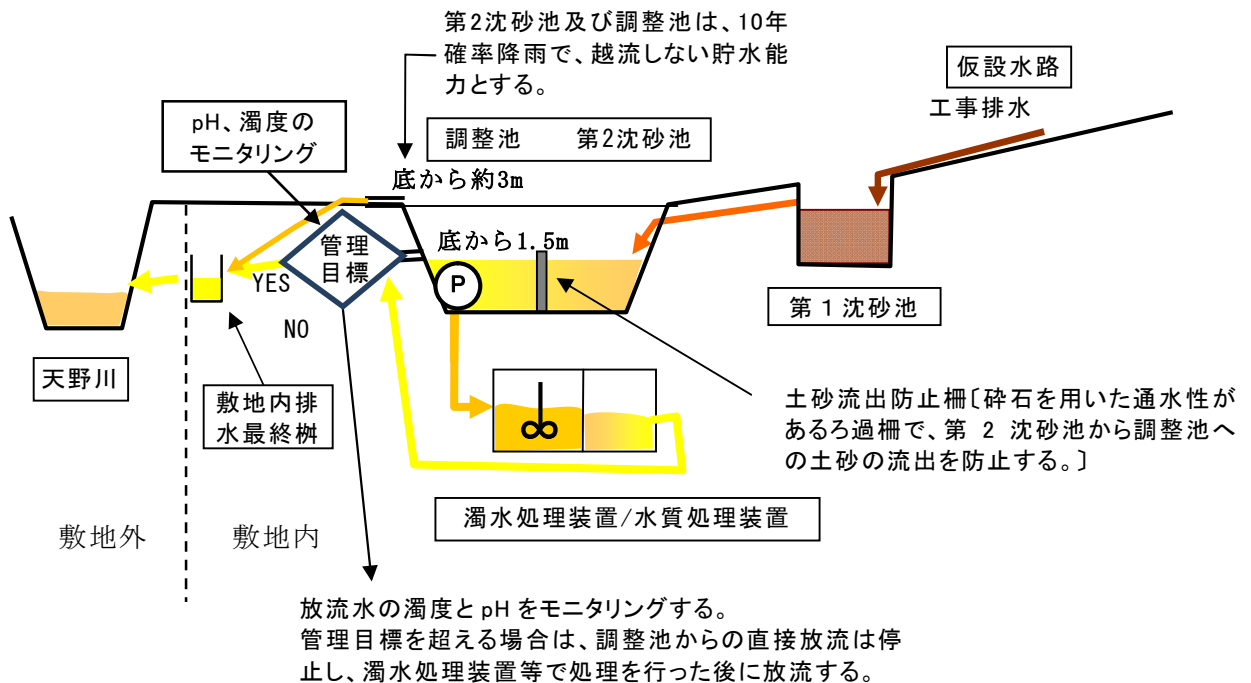 第2沈砂池及び調整池は、10年
確率降雨で、越流しない貯水能
力とする。
仮設水路
工事排水
pH、濁度の
モニタリング
調整池 第2沈砂池
底から約3m
管理
目標
底から1.5m
P
YES
NO
第1沈砂池
天野川
敷地内排
水最終桝
土砂流出防止柵〔砕石を用いた通水性が
あるろ過柵で、第 2 沈砂池から調整池へ
の土砂の流出を防止する。〕
濁水処理装置/水質処理装置
敷地外
敷地内
放流水の濁度と pH をモニタリングする。
管理目標を超える場合は、調整池からの直接放流は停
止し、濁水処理装置等で処理を行った後に放流する。